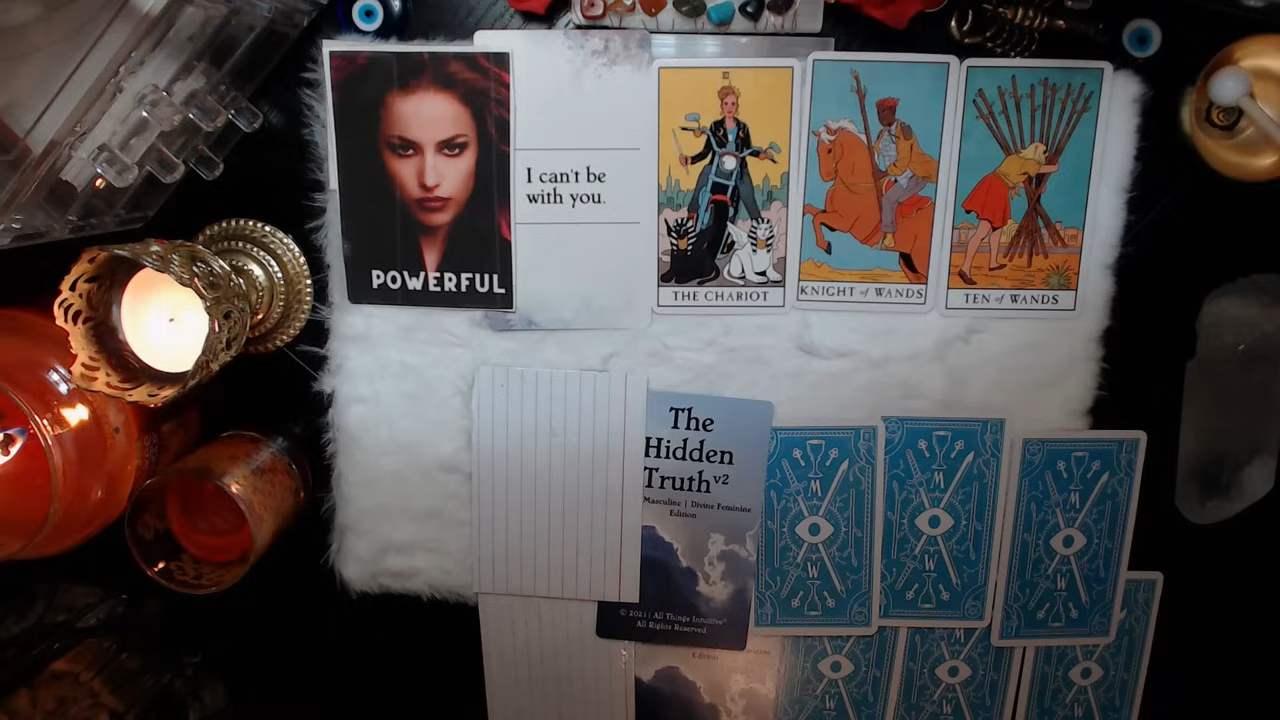 POWERFUL
I can't be
with you.
THE CHARIOT
KNIGHT of WANDS
TEN of WANDS
The
Hidden
Truth v2
Masculine | Divine Feminine
Edition
© 2021 | All Things Intuitive
All Rights Reserved
M
W
M
W
M
W
Edition
W
W
W